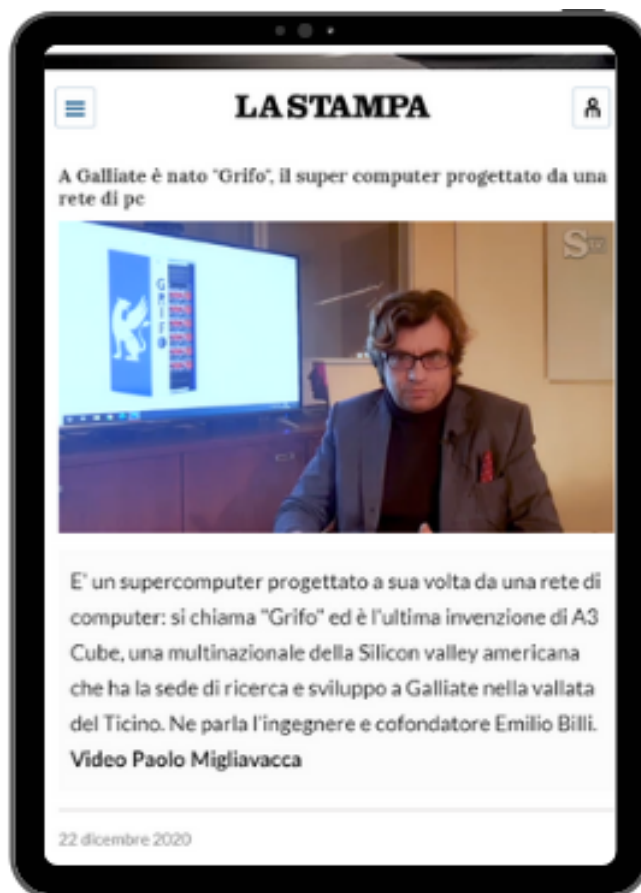 LA STAMPA
A Galliate è nato "Grifo", il super computer progettato da una
rete di pc
S
GRIFO
E' un supercomputer progettato a sua volta da una rete di
computer: si chiama "Grifo" ed è l'ultima invenzione di A3
Cube, una multinazionale della Silicon valley americana
che ha la sede di ricerca e sviluppo a Galliate nella vallata
del Ticino. Ne parla l'ingegnere e cofondatore Emilio Billi.
Video Paolo Migliavacca
22 dicembre 2020